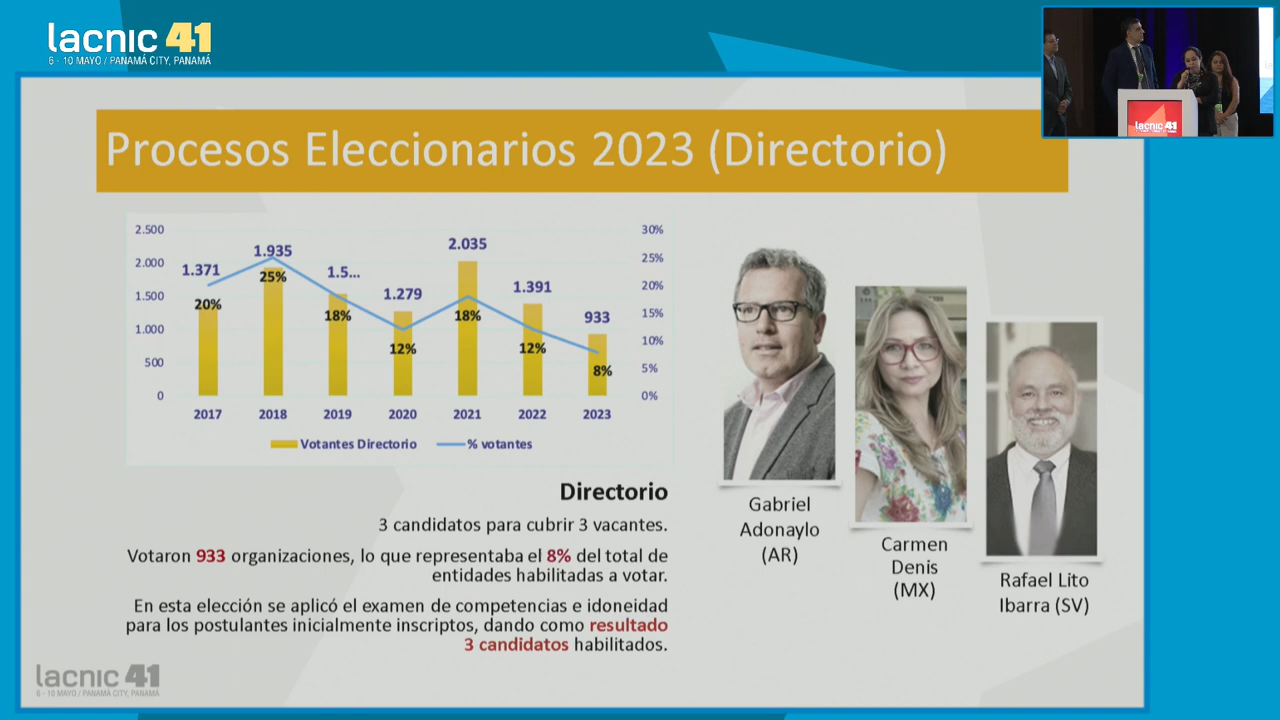 lacnic 41
6 - 10 MAYO / PANAMÁ CITY, PANAMÁ
lacnic 41
Procesos Eleccionarios 2023 (Directorio)
2.500
2.000
1.500
1.000
500
0
30%
25%
20%
15%
10%
5%
0%
1.371
1.935
1.5...
1.279
2.035
1.391
933
20%
25%
18%
12%
18%
12%
8%
2017
2018
2019
2020
2021
2022
2023
Votantes Directorio
% votantes
Directorio
3 candidatos para cubrir 3 vacantes.
Votaron 933 organizaciones, lo que representaba el 8% del total de
entidades habilitadas a votar.
En esta elección se aplicó el examen de competencias e idoneidad
para los postulantes inicialmente inscriptos, dando como resultado
3 candidatos habilitados.
Gabriel
Adonaylo
(AR)
Carmen
Denis
(MX)
Rafael Lito
Ibarra (SV)
lacnic 41
6 - 10 MAYO / PANAMÁ CITY, PANAMÁ